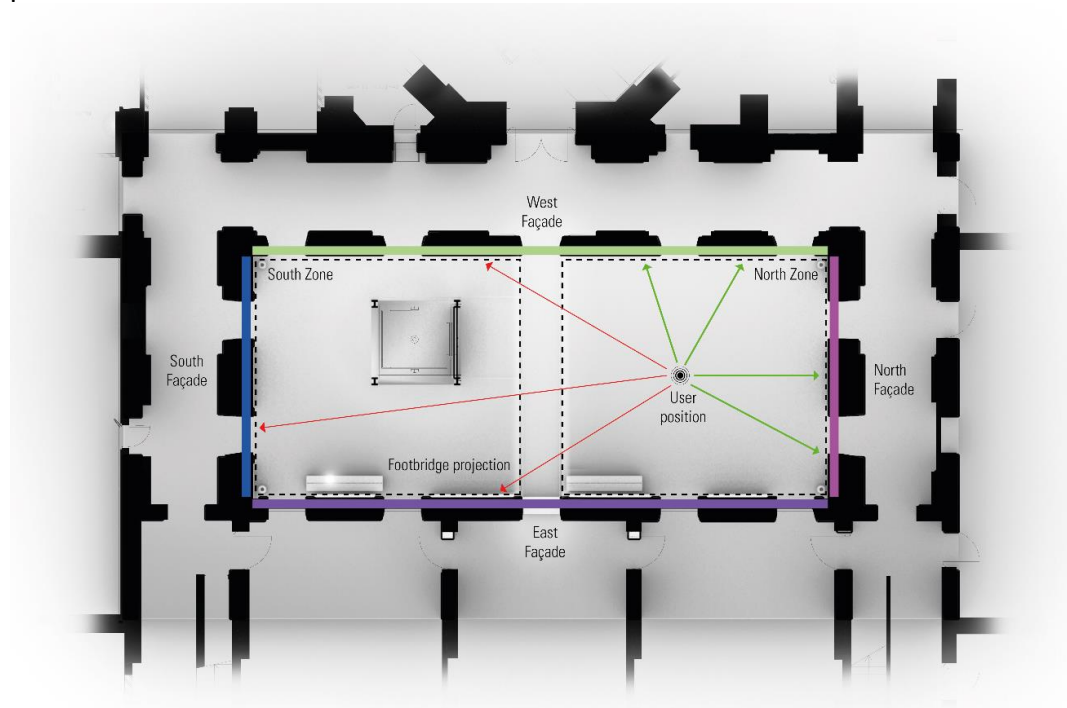 West
Façade
South Zone
North Zone
South
Façade
North
Façade
User
position
Footbridge projection
East
Façade